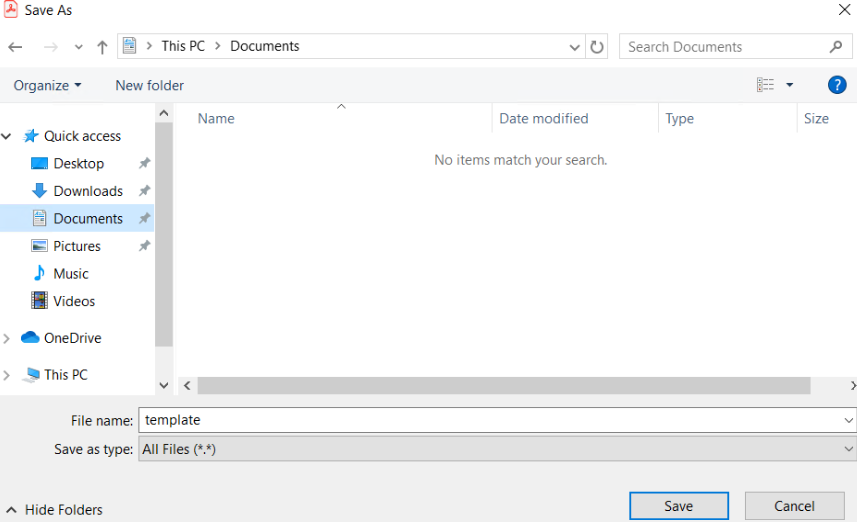 Save As
This PC > Documents
Search Documents
Organize
New folder
?
Name
Date modified
Type
Size
No items match your search.
Quick access
Desktop
Downloads
Documents
Pictures
Music
Videos
OneDrive
This PC
File name: template
Save as type: All Files (*.*)
Hide Folders
Save
Cancel